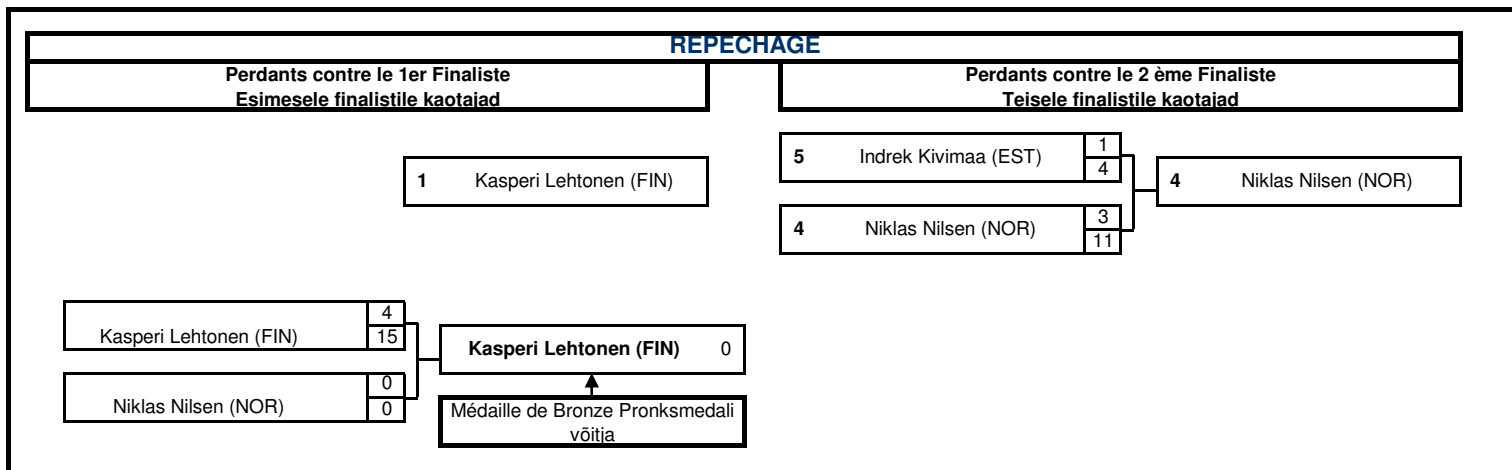 REPECHAGE
Perdants contre le 1er Finaliste
Esimesele finalistile kaotajad
Perdants contre le 2 ème Finaliste
Teisele finalistile kaotajad
1 Kasperi Lehtonen (FIN)
5 Indrek Kivimaa (EST) 1
4
4 Niklas Nilsen (NOR)
4 Niklas Nilsen (NOR) 3
11
4
Kasperi Lehtonen (FIN) 15
Kasperi Lehtonen (FIN) 0
0
Niklas Nilsen (NOR) 0
Médaille de Bronze Pronksmedali
võitja